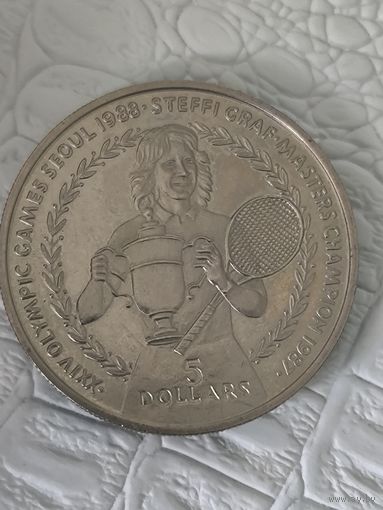 ·XXIV OLYMPIC GAMES SEOUL 1988·STEFFI GRAF-MASTERS CHAMPION 1987·
5
DOLLARS